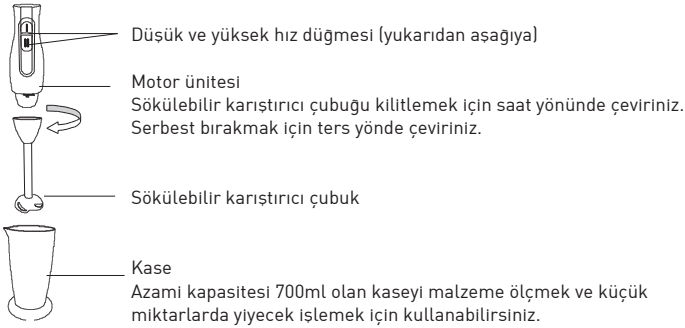 Düşük ve yüksek hız düğmesi (yukarıdan aşağıya)
Motor ünitesi
Sökülebilir karıştırıcı çubuğu kilitlemek için saat yönünde çeviriniz.
Serbest bırakmak için ters yönde çeviriniz.
Sökülebilir karıştırıcı çubuk
Kase
Azami kapasitesi 700ml olan kaseyi malzeme ölçmek ve küçük
miktarlarda yiyecek işlemek için kullanabilirsiniz.